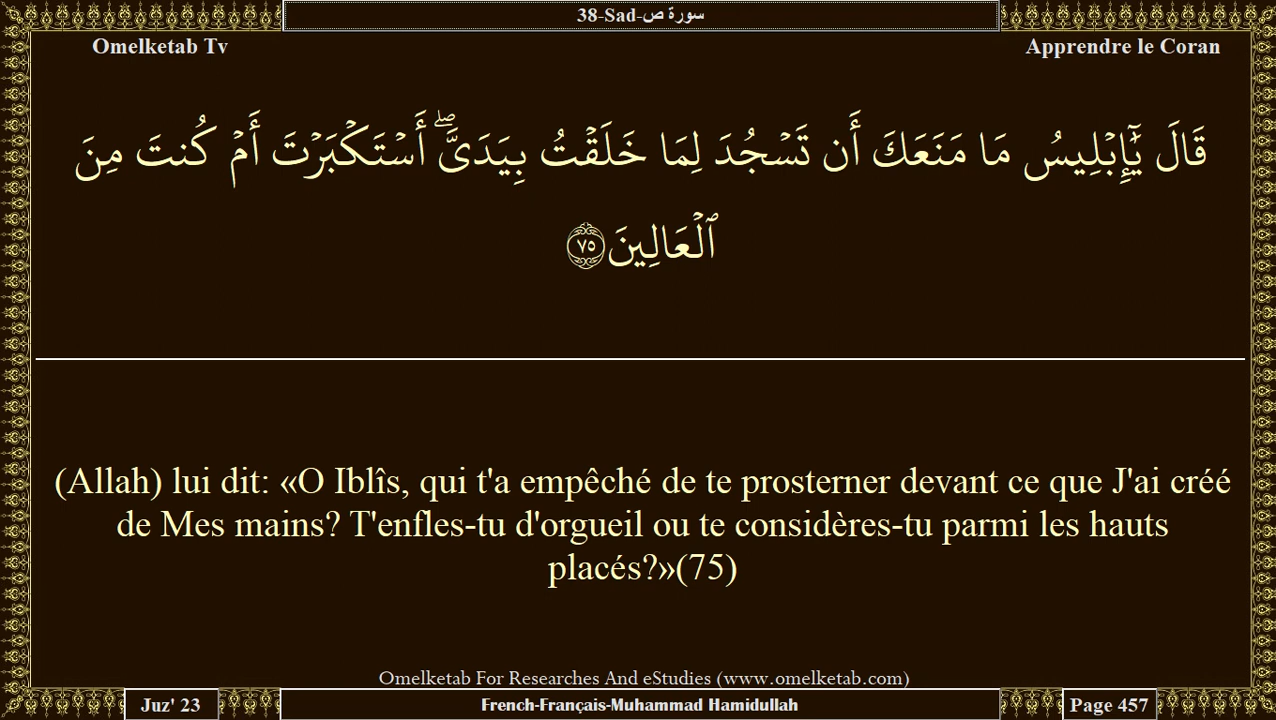 38-Sad-سورة ص
Omelketab Tv
Apprendre le Coran
قَالَ يَٰٓإِبۡلِيسُ مَا مَنَعَكَ أَن تَسۡجُدَ لِمَا خَلَقۡتُ بِيَدَيَّۖ أَسۡتَكۡبَرۡتَ أَمۡ كُنتَ مِنَ
ٱلۡعَالِينَ ٧٥
(Allah) lui dit: «O Iblîs, qui t'a empêché de te prosterner devant ce que J'ai créé
de Mes mains? T'enfles-tu d'orgueil ou te considères-tu parmi les hauts
placés?»(75)
Omelketab For Researches And eStudies (www.omelketab.com)
Juz' 23
French-Français-Muhammad Hamidullah
Page 457